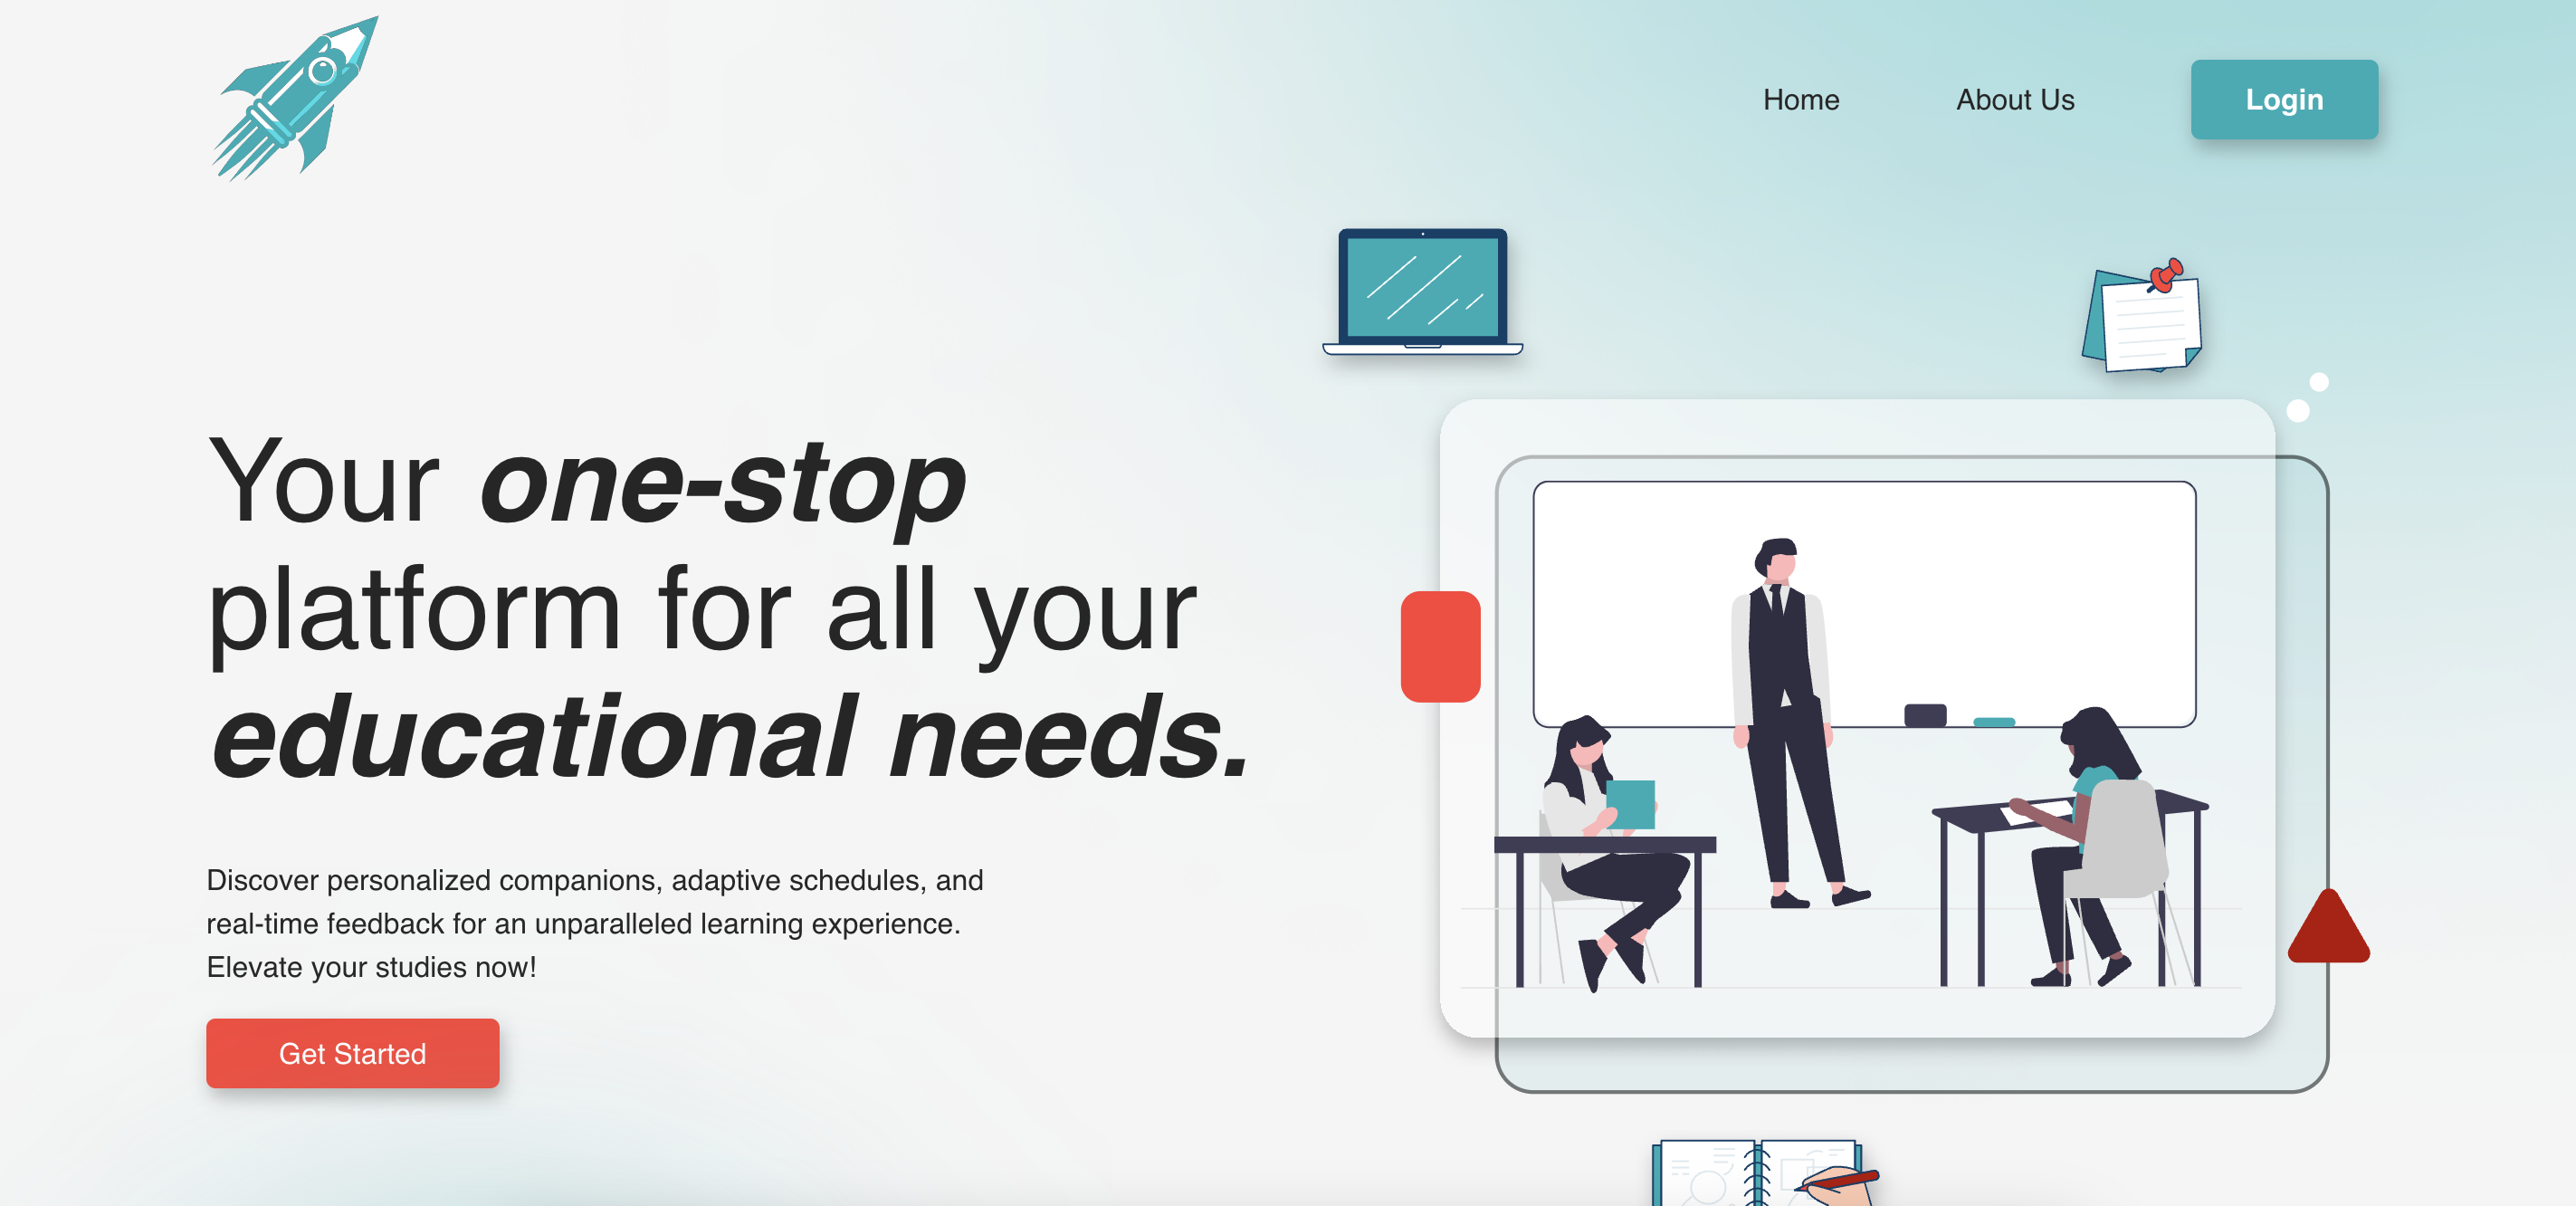 Home
About Us
Login
Your one-stop
platform for all your
educational needs.
Discover personalized companions, adaptive schedules, and
real-time feedback for an unparalleled learning experience.
Elevate your studies now!
Get Started